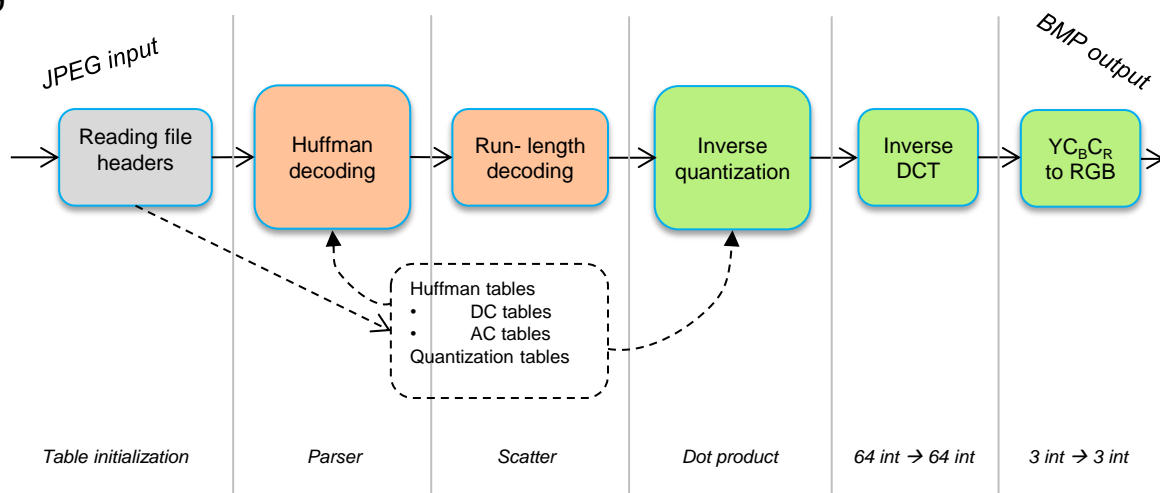 JPEG input
BMP output
Reading file
headers
Huffman
decoding
Run- length
decoding
Inverse
quantization
Inverse
DCT
YCBCR
to RGB
Huffman tables
• DC tables
• AC tables
Quantization tables
Table initialization
Parser
Scatter
Dot product
64 int → 64 int
3 int → 3 int